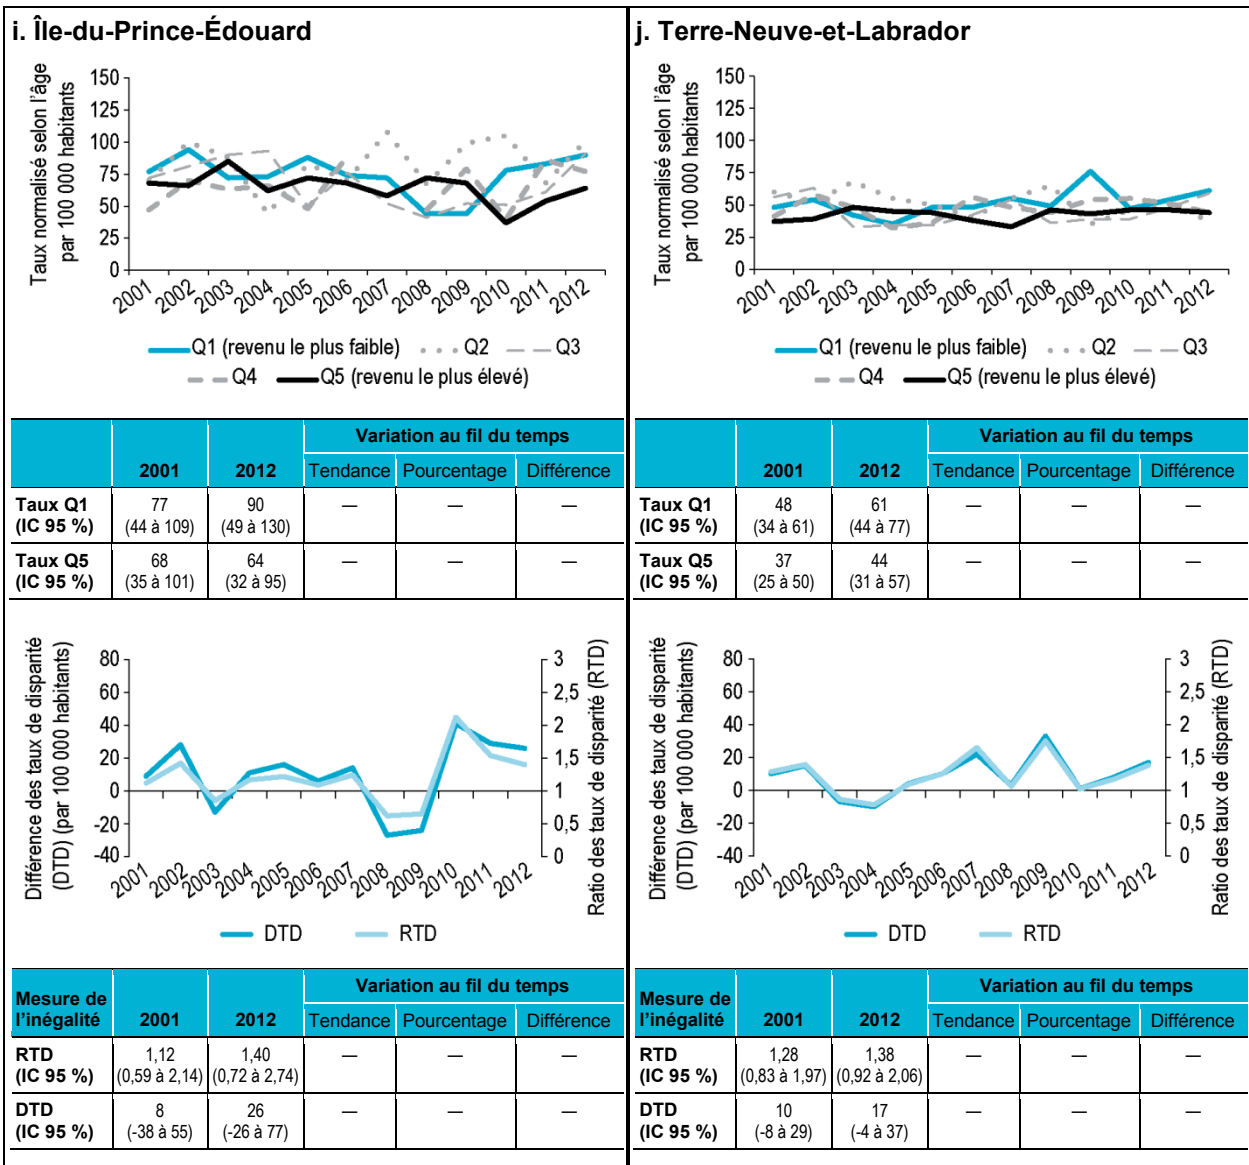 i. Île-du-Prince-Édouard
Taux normalisé selon l'âge
par 100 000 habitants
150
125
100
75
50
25
0
2001 2002 2003 2004 2005 2006 2007 2008 2009 2010 2011 2012
Q1 (revenu le plus faible) Q2 Q3
Q4 Q5 (revenu le plus élevé)
Variation au fil du temps
2001 2012 Tendance Pourcentage Différence
Taux Q1 77 90 — — —
(IC 95 %) (44 à 109) (49 à 130)
Taux Q5 68 64 — — —
(IC 95 %) (35 à 101) (32 à 95)
Différence des taux de disparité
(DTD) (par 100 000 habitants)
80
60
40
20
0
-20
-40
3
2,5
2
1,5
1
0,5
0
Ratio des taux de disparité (RTD)
2001 2002 2003 2004 2005 2006 2007 2008 2009 2010 2011 2012
DTD RTD
Variation au fil du temps
Mesure de
l'inégalité 2001 2012 Tendance Pourcentage Différence
RTD 1,12 1,40 — — —
(IC 95 %) (0,59 à 2,14) (0,72 à 2,74)
DTD 8 26 — — —
(IC 95 %) (-38 à 55) (-26 à 77)
j. Terre-Neuve-et-Labrador
Taux normalisé selon l'âge
par 100 000 habitants
150
125
100
75
50
25
0
2001 2002 2003 2004 2005 2006 2007 2008 2009 2010 2011 2012
Q1 (revenu le plus faible) Q2 Q3
Q4 Q5 (revenu le plus élevé)
Variation au fil du temps
2001 2012 Tendance Pourcentage Différence
Taux Q1 48 61 — — —
(IC 95 %) (34 à 61) (44 à 77)
Taux Q5 37 44 — — —
(IC 95 %) (25 à 50) (31 à 57)
Différence des taux de disparité
(DTD) (par 100 000 habitants)
80
60
40
20
0
-20
-40
3
2,5
2
1,5
1
0,5
0
Ratio des taux de disparité (RTD)
2001 2002 2003 2004 2005 2006 2007 2008 2009 2010 2011 2012
DTD RTD
Variation au fil du temps
Mesure de
l'inégalité 2001 2012 Tendance Pourcentage Différence
RTD 1,28 1,38 — — —
(IC 95 %) (0,83 à 1,97) (0,92 à 2,06)
DTD 10 17 — — —
(IC 95 %) (-8 à 29) (-4 à 37)